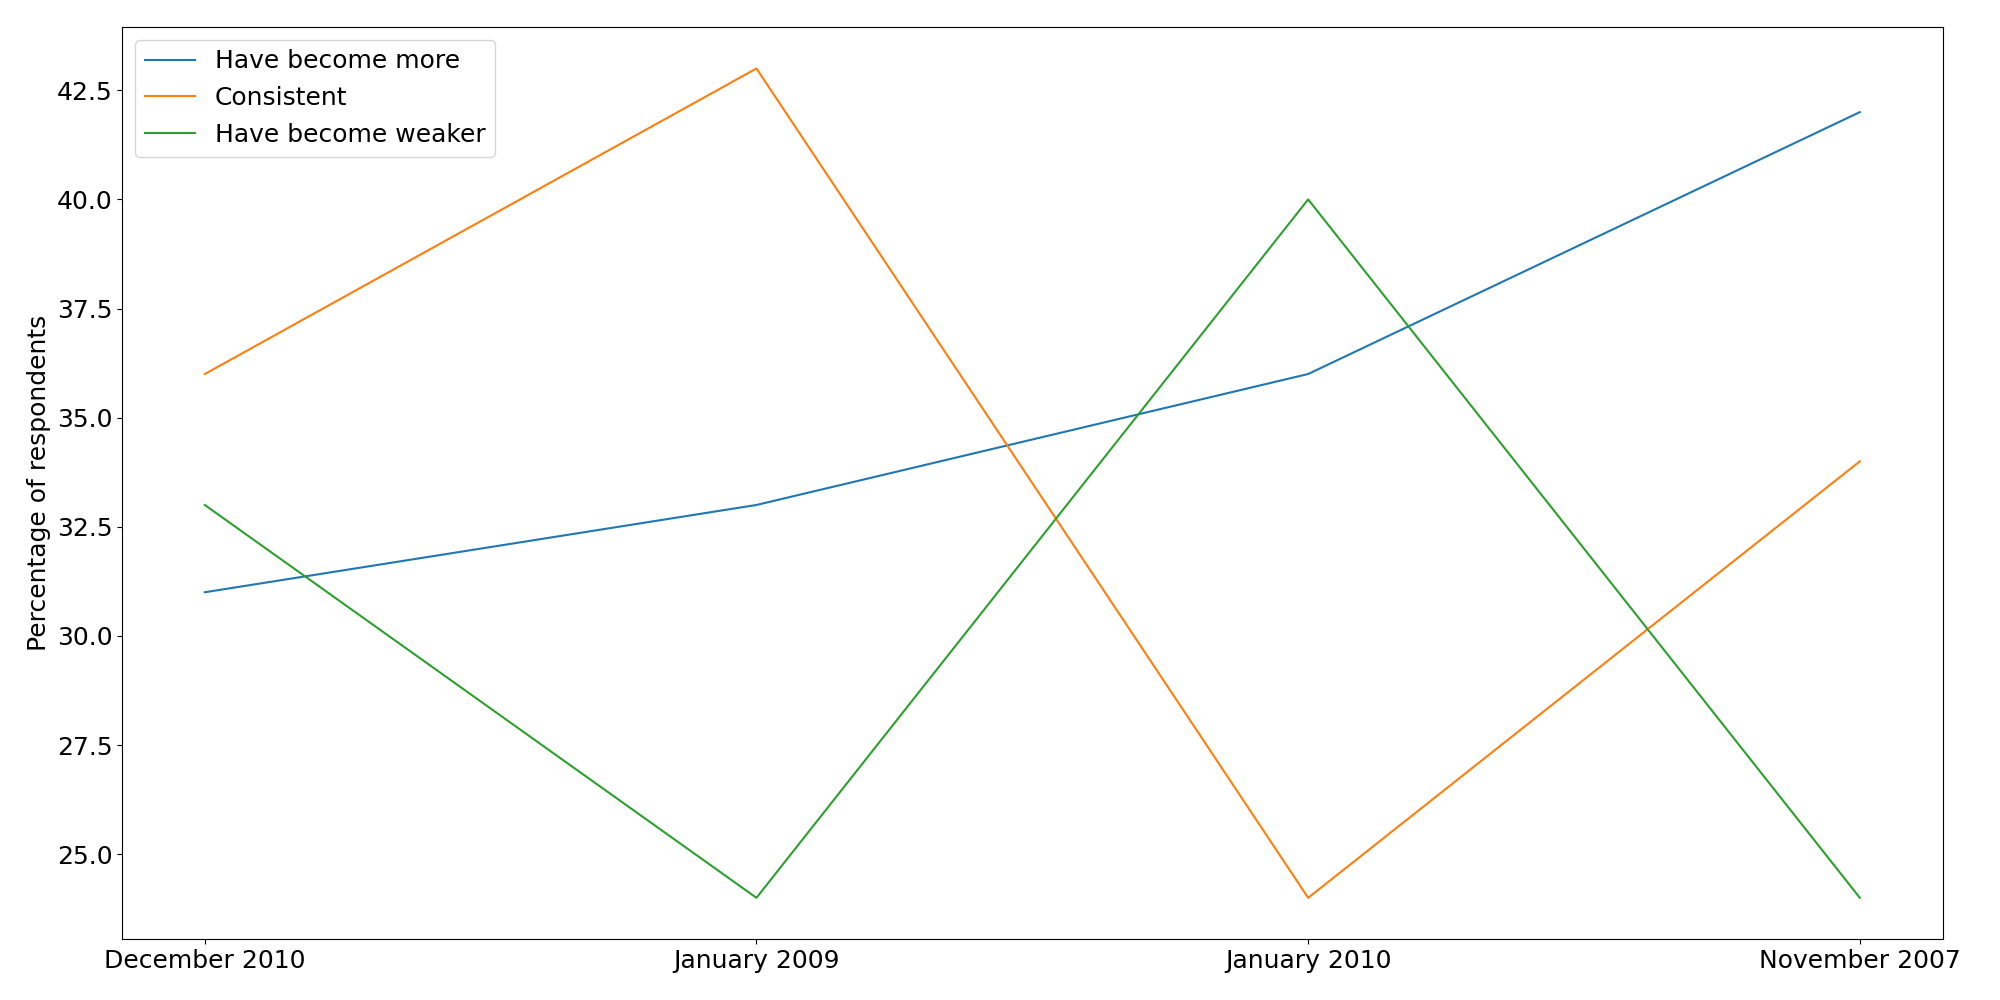 Have become more
Consistent
Have become weaker
Percentage of respondents
42.5
40.0
37.5
35.0
32.5
30.0
27.5
25.0
December 2010
January 2009
January 2010
November 2007